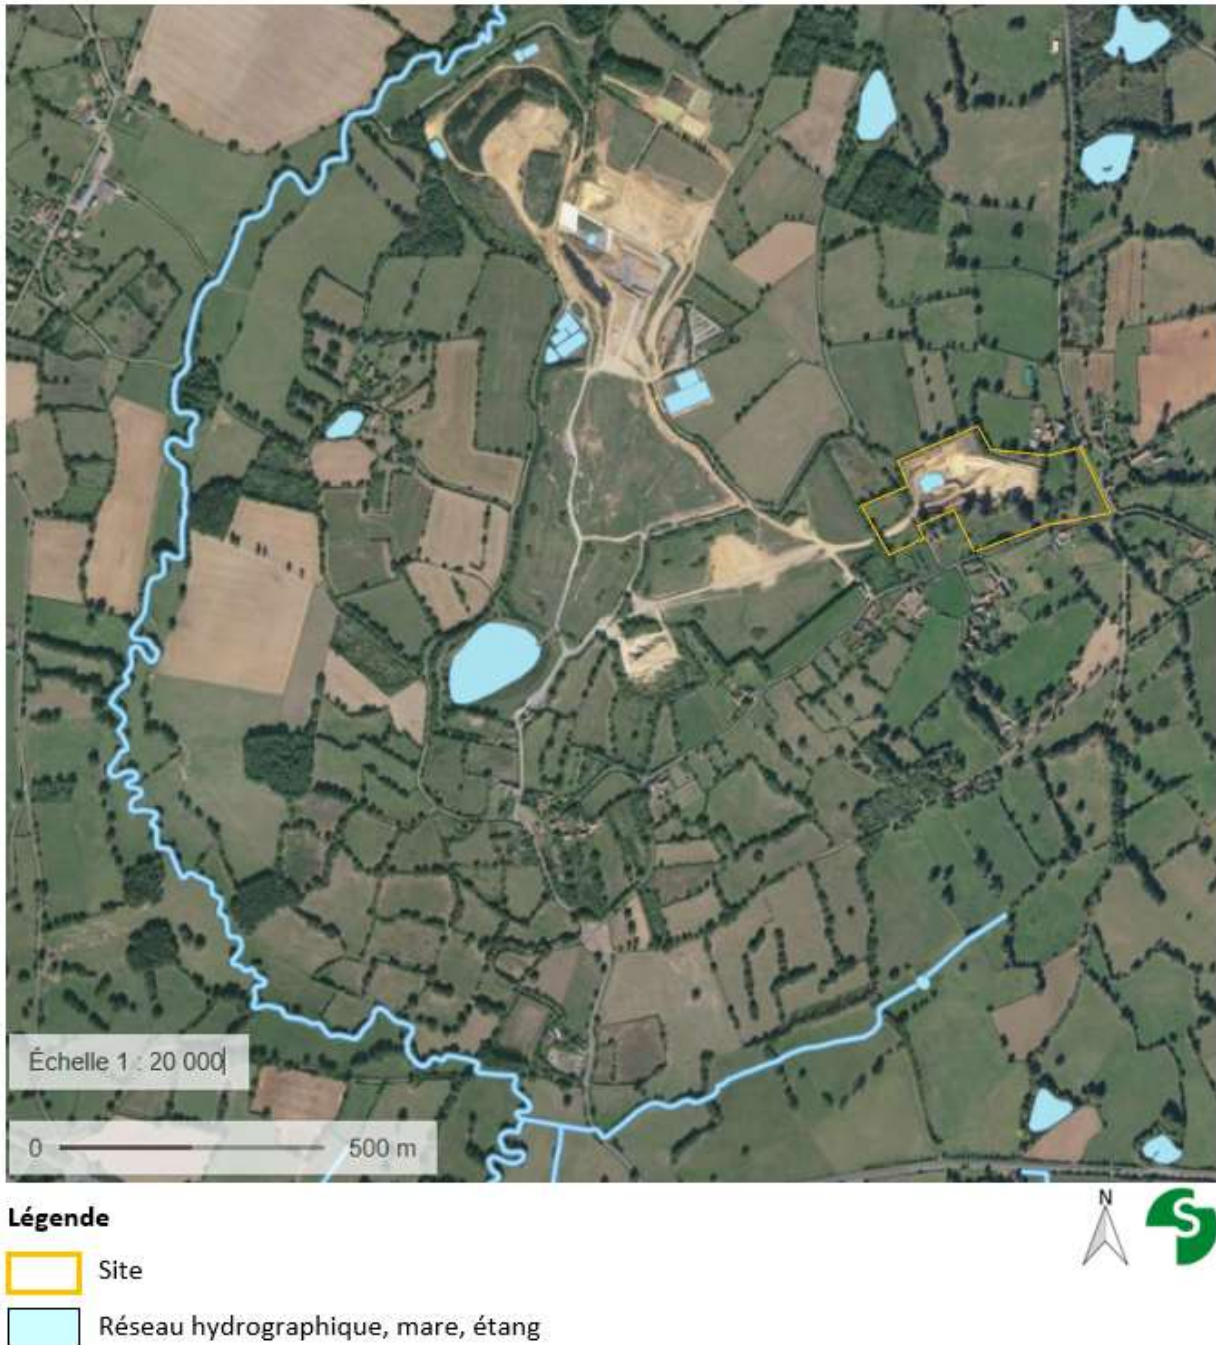 Échelle 1 : 20 000
0 500 m
Légende
N
S
Site
Réseau hydrographique, mare, étang